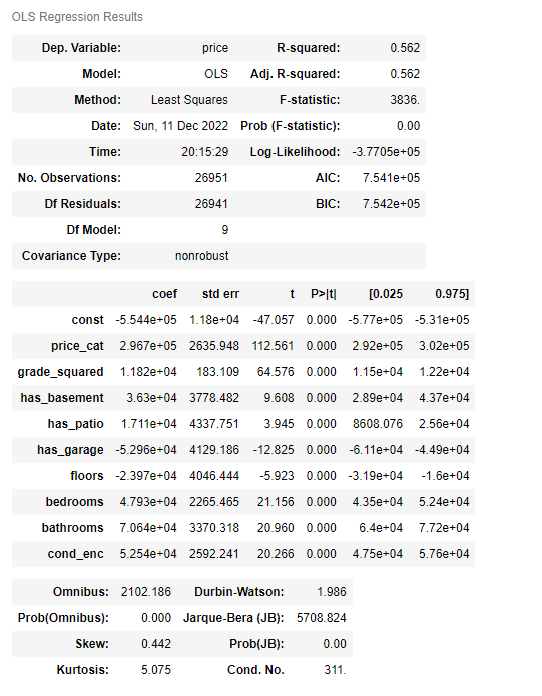 OLS Regression Results
Dep. Variable: price R-squared: 0.562
Model: OLS Adj. R-squared: 0.562
Method: Least Squares F-statistic: 3836.
Date: Sun, 11 Dec 2022 Prob (F-statistic): 0.00
Time: 20:15:29 Log-Likelihood: -3.7705e+05
No. Observations: 26951 AIC: 7.541e+05
Df Residuals: 26941 BIC: 7.542e+05
Df Model: 9
Covariance Type: nonrobust
coef std err t P>|t| [0.025 0.975]
const -5.544e+05 1.18e+04 -47.057 0.000 -5.77e+05 -5.31e+05
price_cat 2.967e+05 2635.948 112.561 0.000 2.92e+05 3.02e+05
grade_squared 1.182e+04 183.109 64.576 0.000 1.15e+04 1.22e+04
has_basement 3.63e+04 3778.482 9.608 0.000 2.89e+04 4.37e+04
has_patio 1.711e+04 4337.751 3.945 0.000 8608.076 2.56e+04
has_garage -5.296e+04 4129.186 -12.825 0.000 -6.11e+04 -4.49e+04
floors -2.397e+04 4046.444 -5.923 0.000 -3.19e+04 -1.6e+04
bedrooms 4.793e+04 2265.465 21.156 0.000 4.35e+04 5.24e+04
bathrooms 7.064e+04 3370.318 20.960 0.000 6.4e+04 7.72e+04
cond_enc 5.254e+04 2592.241 20.266 0.000 4.75e+04 5.76e+04
Omnibus: 2102.186 Durbin-Watson: 1.986
Prob(Omnibus): 0.000 Jarque-Bera (JB): 5708.824
Skew: 0.442 Prob(JB): 0.00
Kurtosis: 5.075 Cond. No. 311.